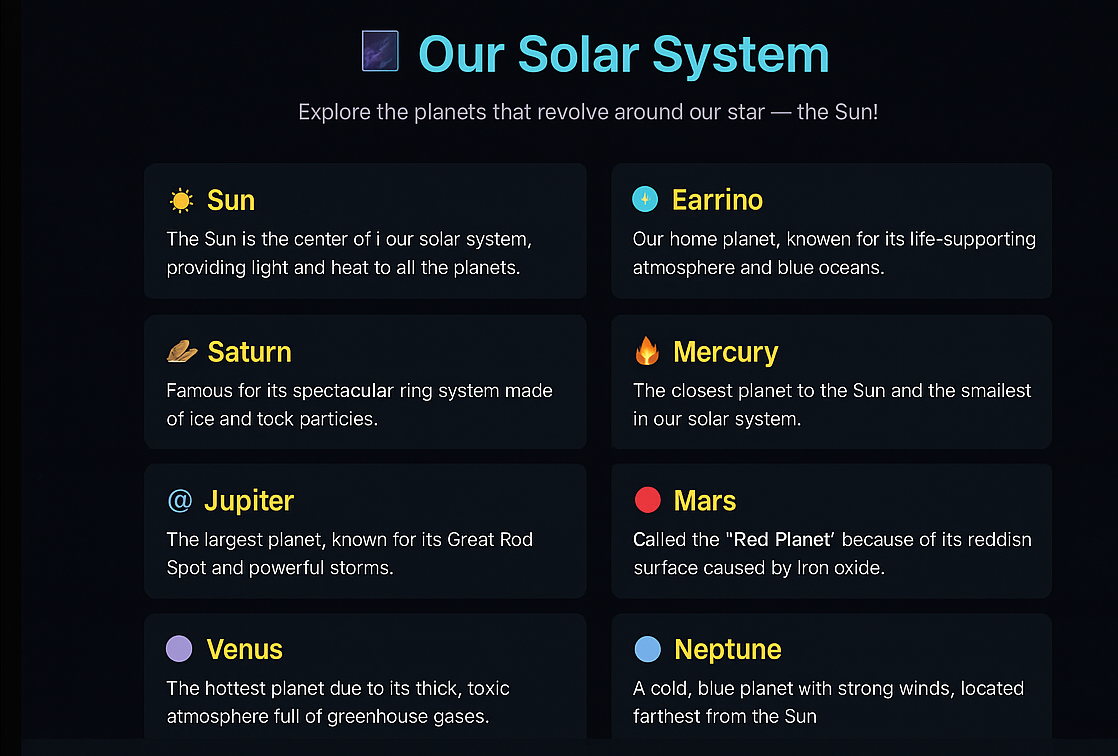 Our Solar System
Explore the planets that revolve around our star — the Sun!
Sun
The Sun is the center of i our solar system,
providing light and heat to all the planets.
Earrino
Our home planet, knowen for its life-supporting
atmosphere and blue oceans.
Saturn
Famous for its spectacular ring system made
of ice and tock particies.
Mercury
The closest planet to the Sun and the smallest
in our solar system.
@ Jupiter
The largest planet, known for its Great Rod
Spot and powerful storms.
Mars
Called the "Red Planet’ because of its reddisn
surface caused by Iron oxide.
Venus
The hottest planet due to its thick, toxic
atmosphere full of greenhouse gases.
Neptune
A cold, blue planet with strong winds, located
farthest from the Sun